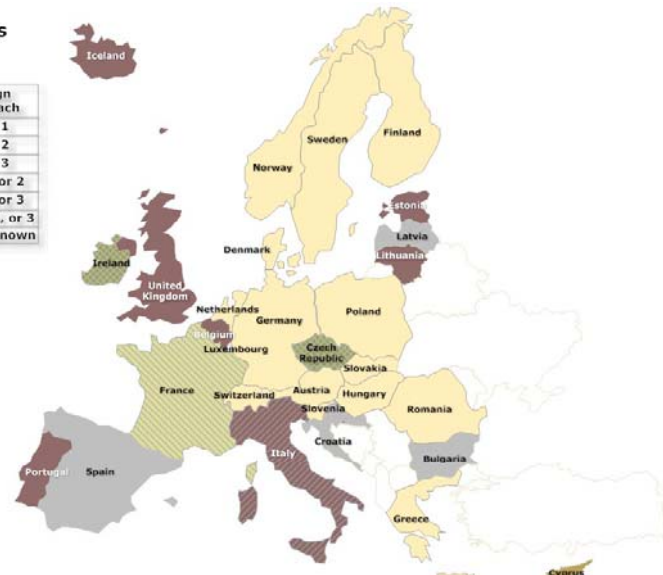 s
Iceland
gn
ach
1
2
3
or 2
or 3
, or 3
nown
Finland
Sweden
Norway
Estonia
Latvia
Lithuania
Denmark
Ireland
United
Kingdom
Netherlands
Belgium
Germany
Poland
Luxembourg
Czech
Republic
Slovakia
France
Switzerland
Austria
Hungary
Slovenia
Romania
Croatia
Italy
Bulgaria
Portugal
Spain
Greece
Cyprus